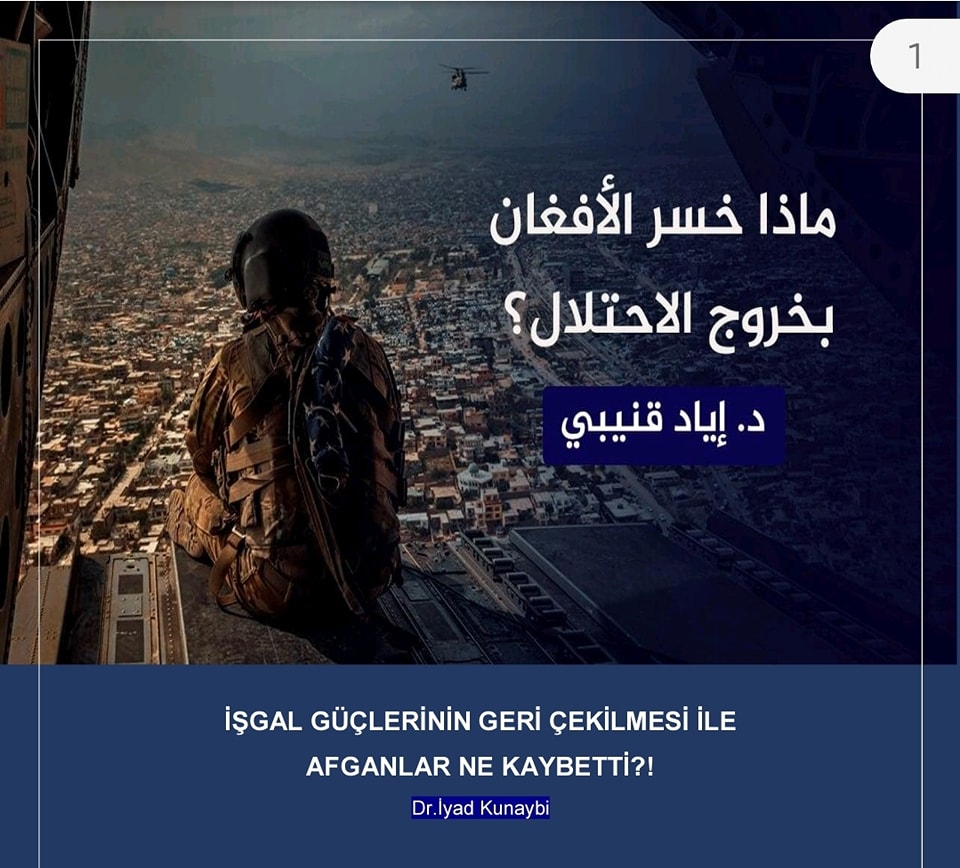 1
ماذا خسر الأفغان
بخروج الاحتلال؟
د. إياد قنيبي
İŞGAL GÜÇLERİNİN GERİ ÇEKİLMESİ İLE
AFGANLAR NE KAYBETTİ?!
Dr.İyad Kunaybi